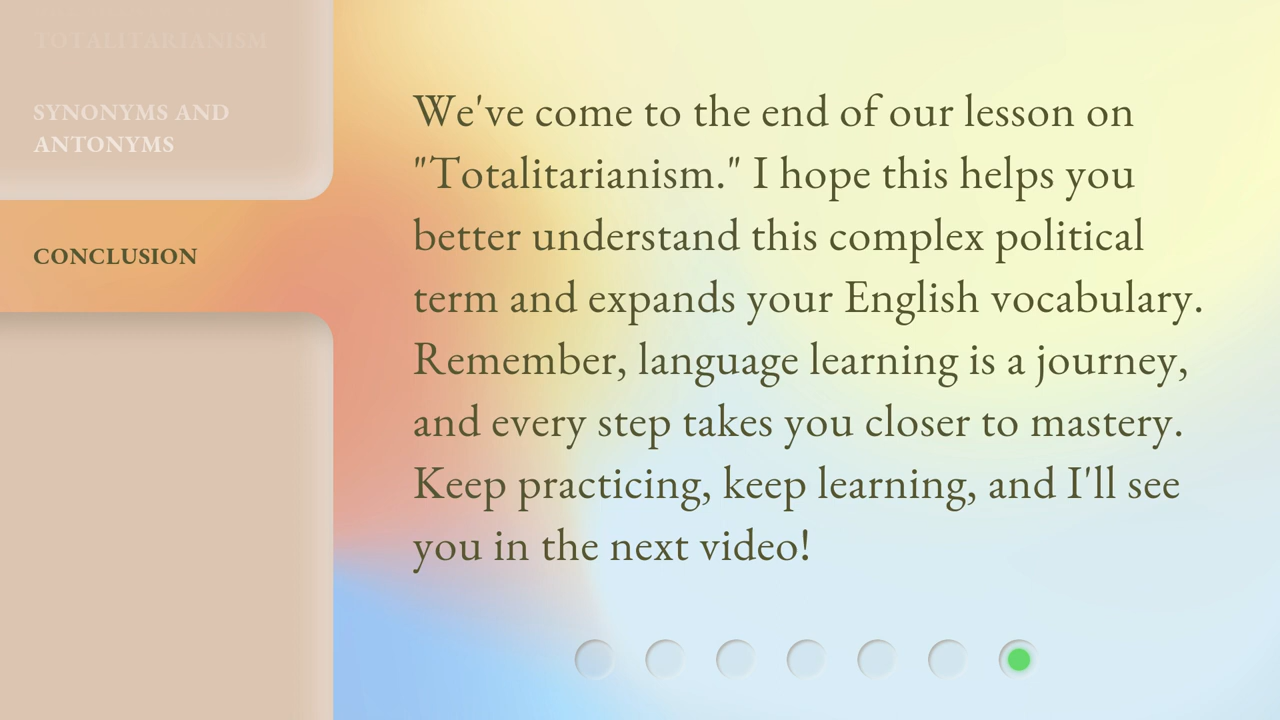 TOTALITARIANISM
SYNONYMS AND
ANTONYMS
CONCLUSION
We've come to the end of our lesson on
"Totalitarianism." I hope this helps you
better understand this complex political
term and expands your English vocabulary.
Remember, language learning is a journey,
and every step takes you closer to mastery.
Keep practicing, keep learning, and I'll see
you in the next video!